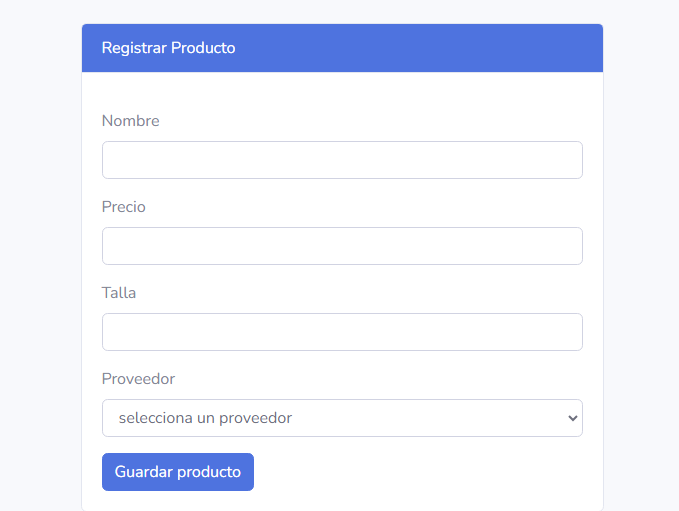 Registrar Producto
Nombre
Precio
Talla
Proveedor
selecciona un proveedor
Guardar producto